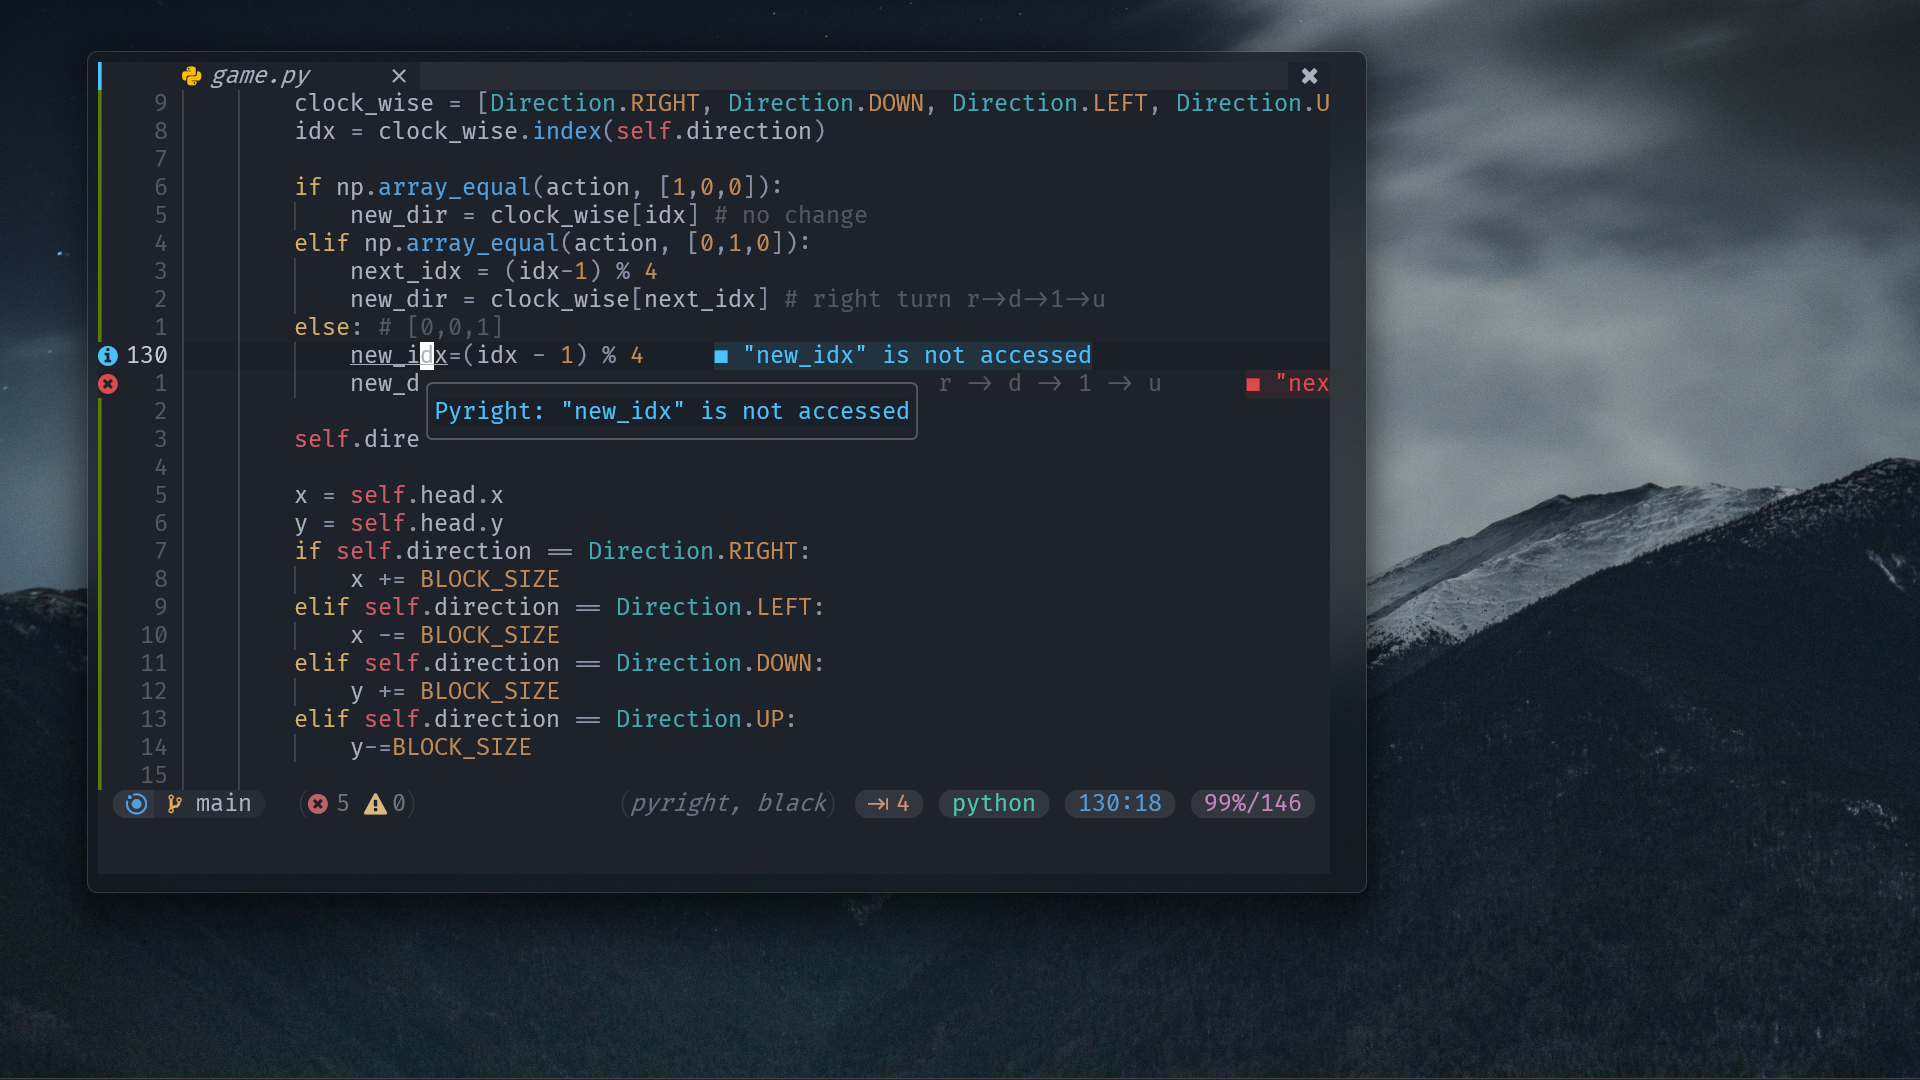 game.py ✕ ✖
9 clock_wise = [Direction.RIGHT, Direction.DOWN, Direction.LEFT, Direction.U
8 idx = clock_wise.index(self.direction)
7
6 if np.array_equal(action, [1,0,0]):
5 new_dir = clock_wise[idx] # no change
4 elif np.array_equal(action, [0,1,0]):
3 next_idx = (idx-1) % 4
2 new_dir = clock_wise[next_idx] # right turn r->d->1->u
1 else: # [0,0,1]
130 new_idx=(idx - 1) % 4 ■ "new_idx" is not accessed
1 new_d r -> d -> 1 -> u ■ "nex
2 Pyright: "new_idx" is not accessed
3 self.dire
4
5 x = self.head.x
6 y = self.head.y
7 if self.direction == Direction.RIGHT:
8 x += BLOCK_SIZE
9 elif self.direction == Direction.LEFT:
10 x -= BLOCK_SIZE
11 elif self.direction == Direction.DOWN:
12 y += BLOCK_SIZE
13 elif self.direction == Direction.UP:
14 y-=BLOCK_SIZE
15
main (5 0) (pyright, black) 4 python 130:18 99%/146